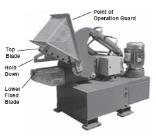 Point of
Operation Guard
Top
Blade
Hold
Down
Lower
Fixed
Blade